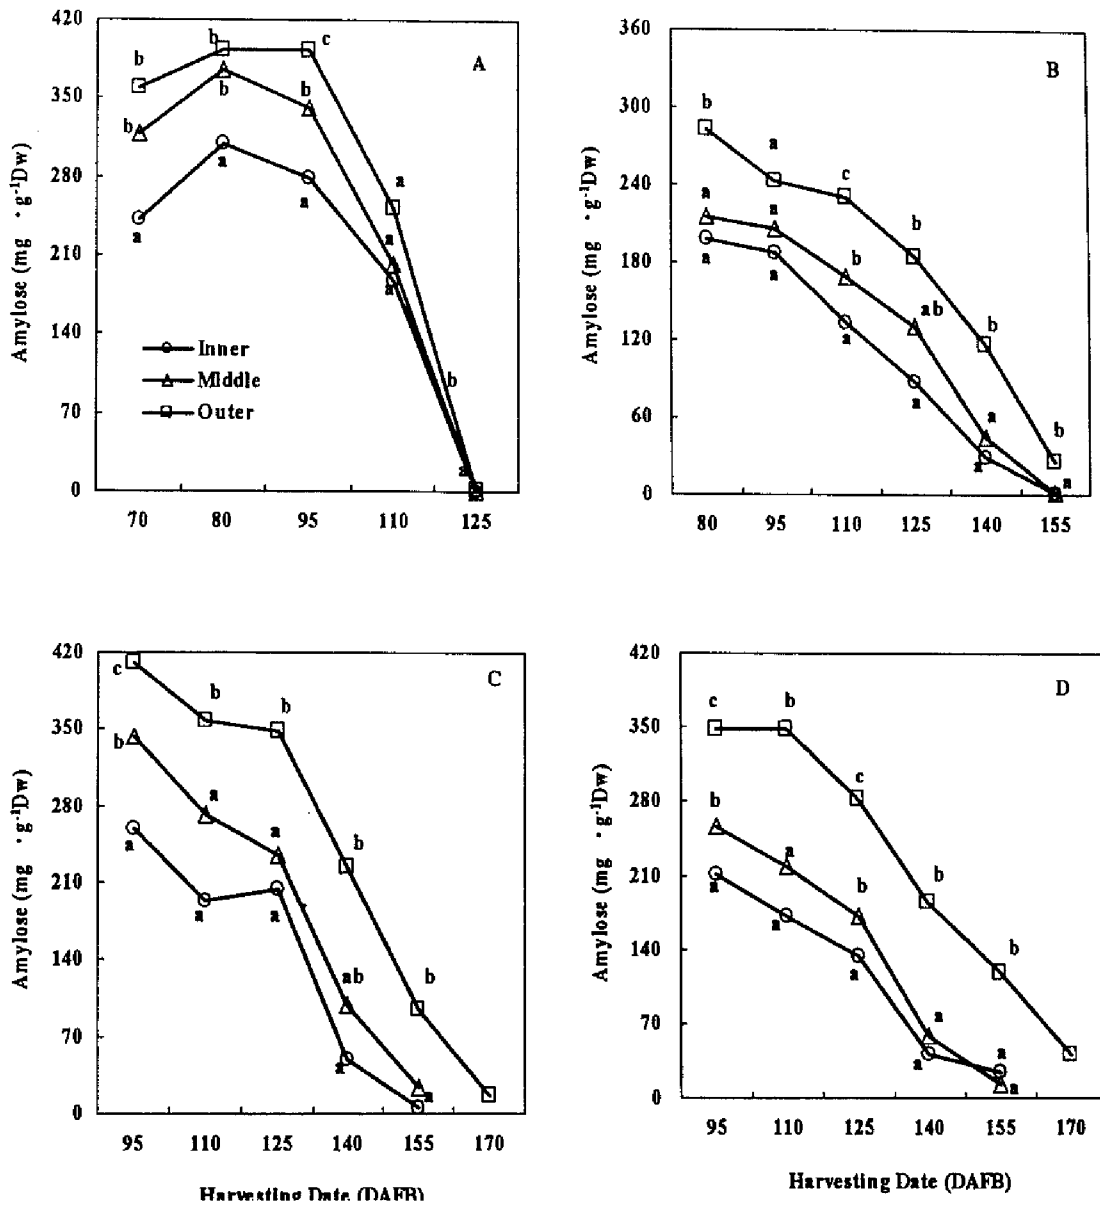 420
350
280
210
140
70
0
Amylose (mg · g⁻¹Dw)
A
b
b
c
b
b
b
a
a
a
a
a
a
b
a
Inner
Middle
Outer
70 80 95 110 125
360
300
240
180
120
60
0
Amylose (mg · g⁻¹Dw)
B
b
a
c
b
a
a
b
ab
b
a
a
a
a
a
a
b
a
80 95 110 125 140 155
420
350
280
210
140
70
0
Amylose (mg · g⁻¹Dw)
C
c
b
b
b
a
a
b
a
a
a
ab
b
a
a
95 110 125 140 155 170
Harvesting Date (DAFB)
420
350
280
210
140
70
0
Amylose (mg · g⁻¹Dw)
D
c
b
c
b
a
b
b
a
a
a
a
b
a
a
a
95 110 125 140 155 170
Harvesting Date (DAFB)